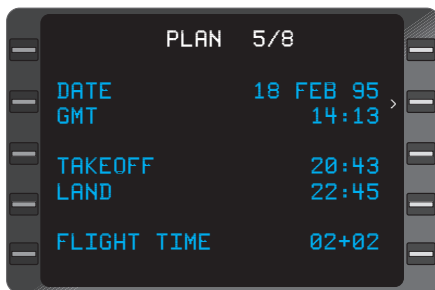 PLAN 5/8
DATE 18 FEB 95 >
GMT 14:13
TAKEOFF 20:43
LAND 22:45
FLIGHT TIME 02+02